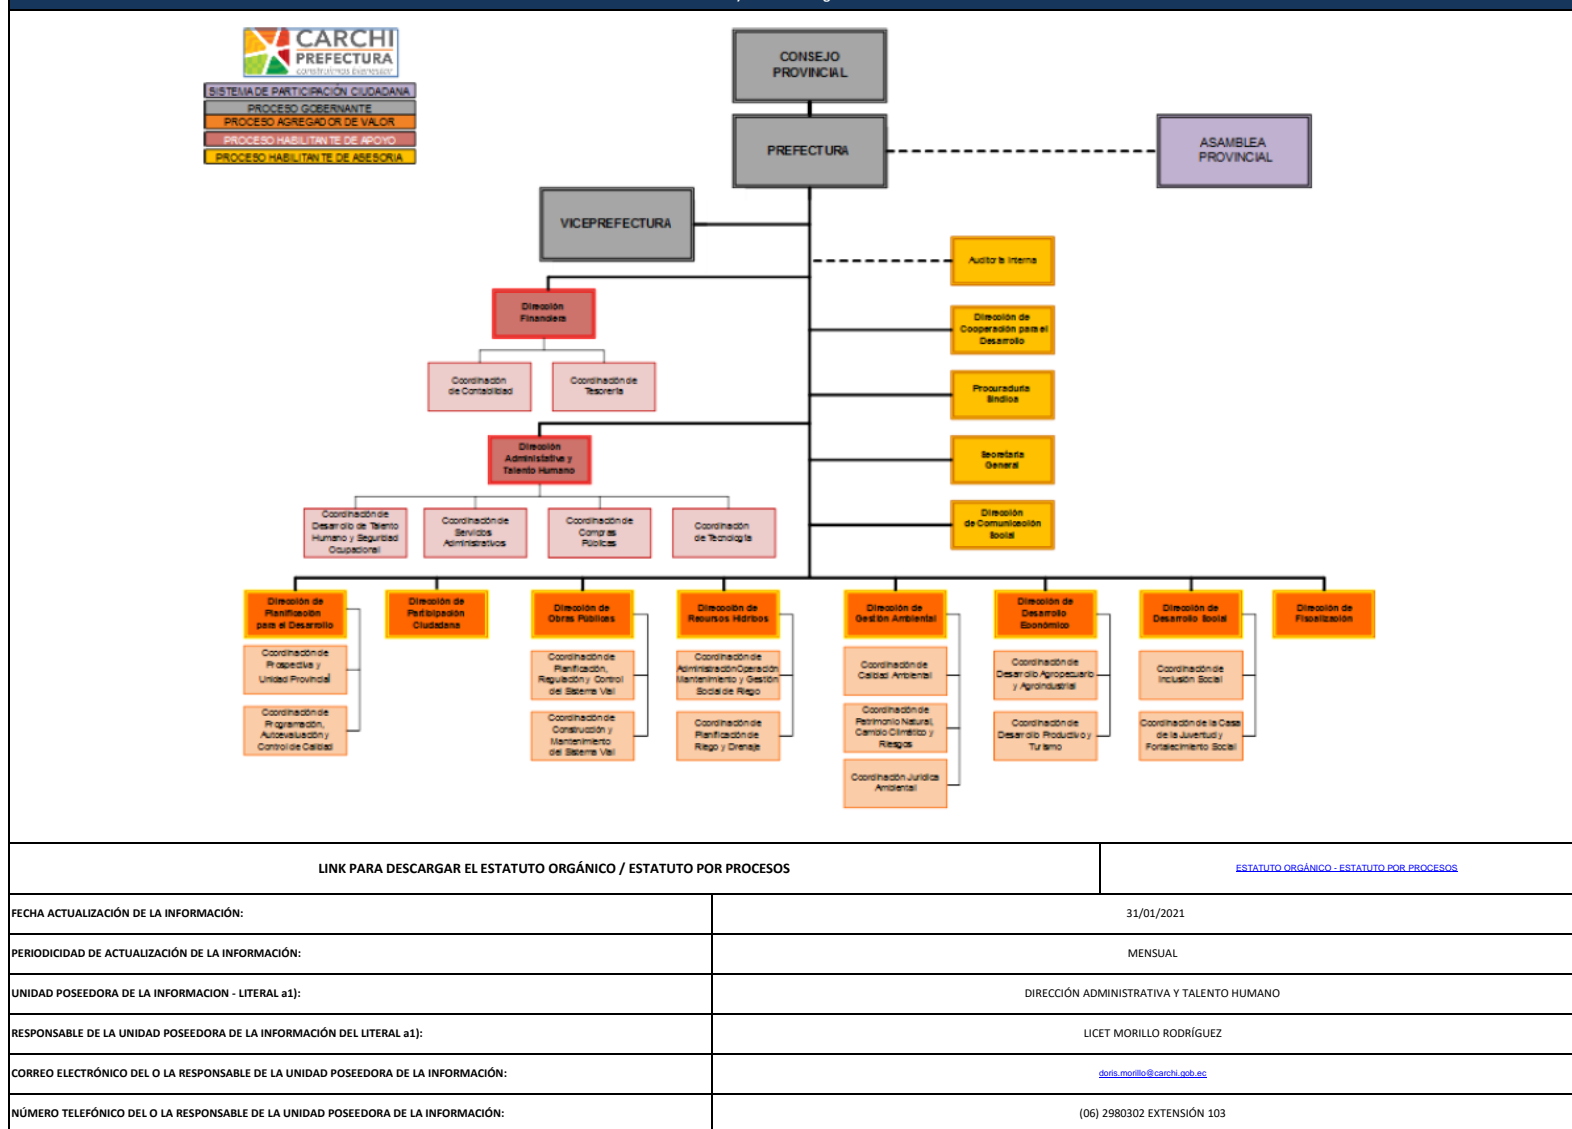 CARCHI
PREFECTURA
SISTEMA DE PARTICIPACIÓN CIUDADANA
PROCESO GOBERNANTE
PROCESO AGREGADOR DE VALOR
PROCESO HABILITANTE DE APOYO
PROCESO HABILITANTE DE ASESORIA
CONSEJO
PROVINCIAL
PREFECTURA
ASAMBLEA
PROVINCIAL
VICEPREFECTURA
Auditoría Interna
Dirección
Financiera
Dirección de
Cooperación para el
Desarrollo
Coordinación
de Contabilidad
Coordinación de
Tesorería
Procuraduría
Síndica
Dirección
Administativa y
Talento Humano
Secretaría
General
Coordinación de
Desarrollo de Talento
Humano y Seguridad
Ocupacional
Coordinación de
Servicios
Administrativos
Coordinación de
Compras
Públicas
Coordinación
de Tecnología
Dirección
de Comunicación
Social
Dirección de
Planificación
para el Desarrollo
Dirección de
Participación
Ciudadana
Dirección de
Obras Públicas
Dirección de
Recursos Hídricos
Dirección de
Gestión Ambiental
Dirección de
Desarrollo
Económico
Dirección de
Desarrollo Social
Dirección de
Fiscalización
Coordinación de
Prospectiva y
Unidad Provincial
Coordinación de
Planificación,
Regulación y Control
del Sistema Vial
Coordinación de
Administración Operación
Mantenimiento y Gestión
Social de Riego
Coordinación de
Calidad Ambiental
Coordinación de
Desarrollo Agropecuario
y Agroindustrial
Coordinación de
Inclusión Social
Coordinación de
Programación,
Autoevaluación y
Control de Calidad
Coordinación de
Construcción y
Mantenimiento
del Sistema Vial
Coordinación de
Planificación de
Riego y Drenaje
Coordinación de
Patrimonio Natural,
Cambio Climático y
Riesgos
Coordinación de
Desarrollo Productivo y
Turismo
Coordinación de la Casa
de la Juventud y
Fortalecimiento Social
Coordinación Jurídica
Ambiental
LINK PARA DESCARGAR EL ESTATUTO ORGÁNICO / ESTATUTO POR PROCESOS
ESTATUTO ORGÁNICO - ESTATUTO POR PROCESOS
FECHA ACTUALIZACIÓN DE LA INFORMACIÓN:
31/01/2021
PERIODICIDAD DE ACTUALIZACIÓN DE LA INFORMACIÓN:
MENSUAL
UNIDAD POSEEDORA DE LA INFORMACION - LITERAL a1):
DIRECCIÓN ADMINISTRATIVA Y TALENTO HUMANO
RESPONSABLE DE LA UNIDAD POSEEDORA DE LA INFORMACIÓN DEL LITERAL a1):
LICET MORILLO RODRÍGUEZ
CORREO ELECTRÓNICO DEL O LA RESPONSABLE DE LA UNIDAD POSEEDORA DE LA INFORMACIÓN:
doris.morillo@carchi.gob.ec
NÚMERO TELEFÓNICO DEL O LA RESPONSABLE DE LA UNIDAD POSEEDORA DE LA INFORMACIÓN:
(06) 2980302 EXTENSIÓN 103